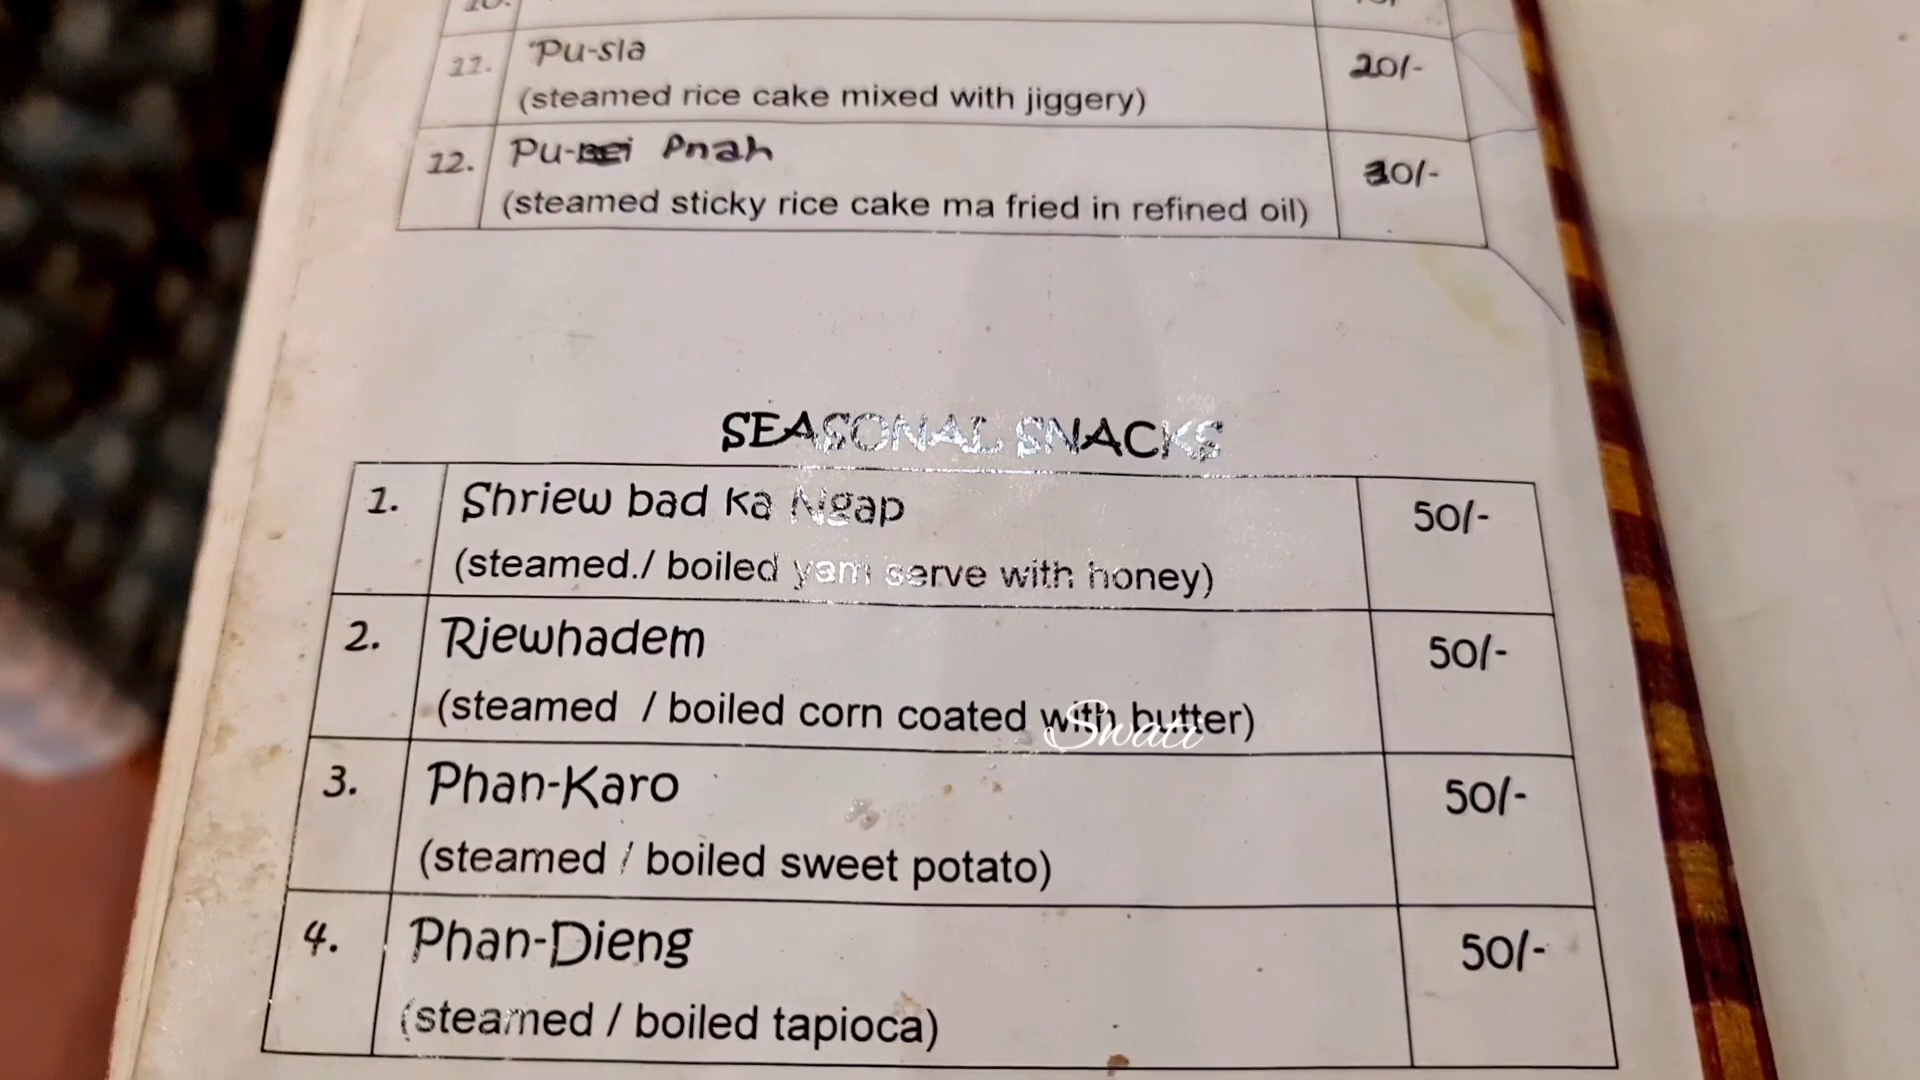 10.
11.
Pu-sla
20/-
(steamed rice cake mixed with jiggery)
12.
Pu- Pnah
30/-
(steamed sticky rice cake ma fried in refined oil)
SEASONAL SNACKS
1.
Shriew bad Ka Ngap
50/-
(steamed./ boiled yam serve with honey)
2.
Rjewhadem
50/-
(steamed / boiled corn coated with butter)
Swati
3.
Phan-Karo
50/-
(steamed / boiled sweet potato)
4.
Phan-Dieng
50/-
(steamed / boiled tapioca)